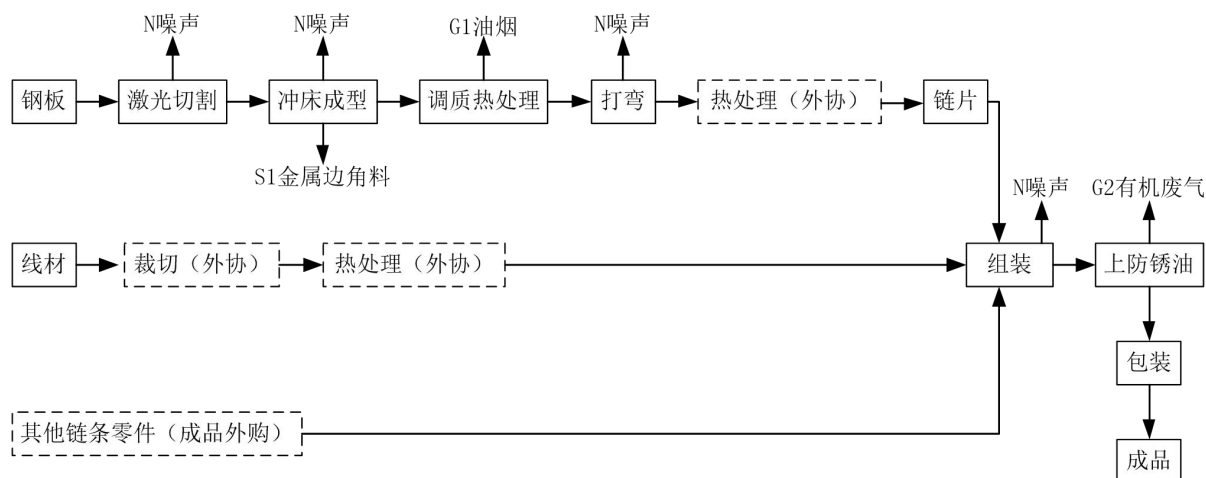 N噪声
N噪声
G1油烟
N噪声
钢板
激光切割
冲床成型
调质热处理
打弯
热处理（外协）
链片
S1金属边角料
N噪声
G2有机废气
线材
裁切（外协）
热处理（外协）
组装
上防锈油
包装
其他链条零件（成品外购）
成品